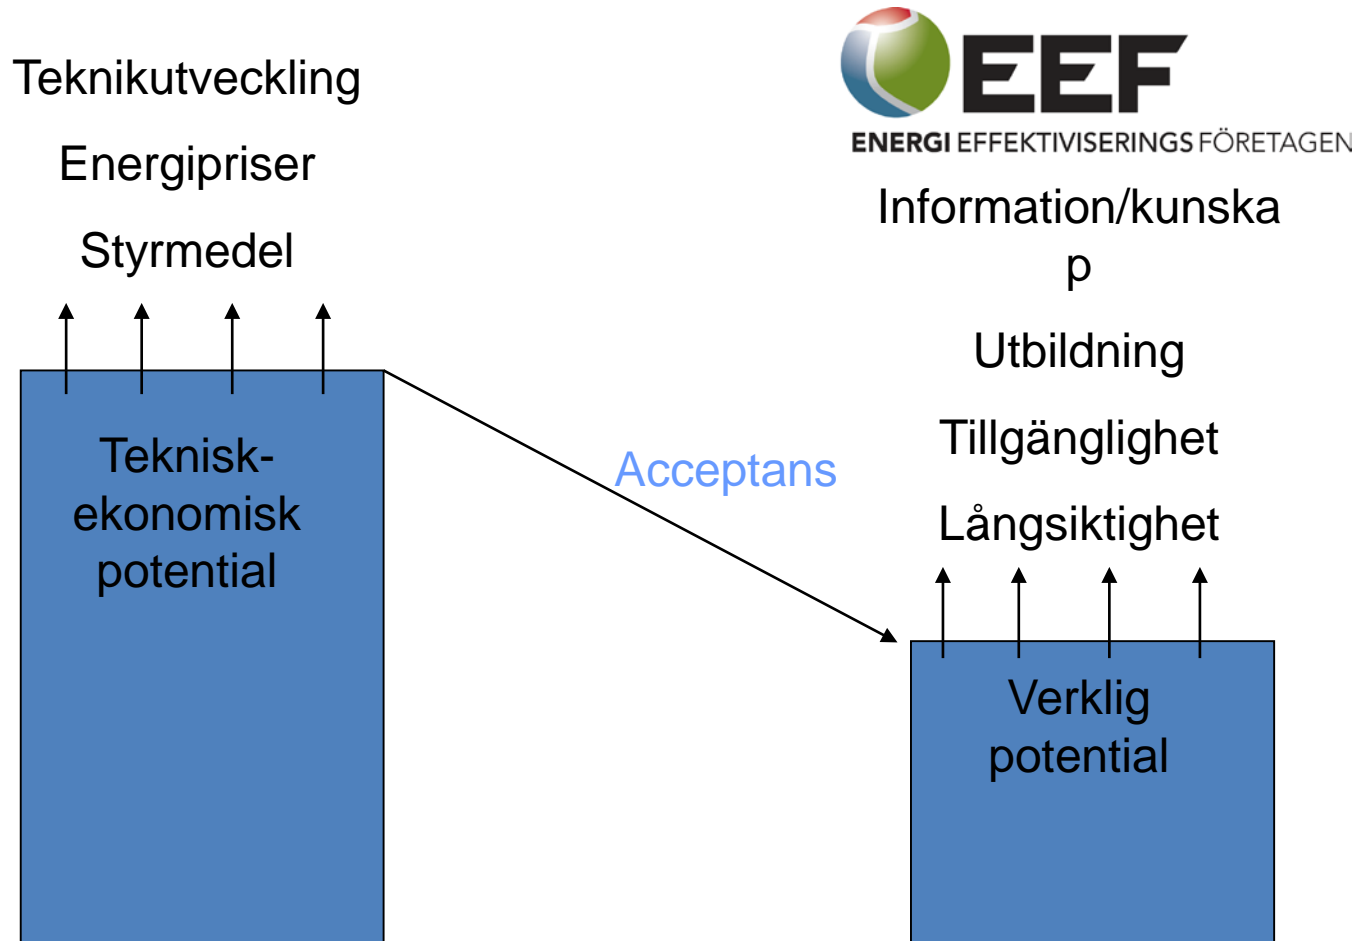 Teknikutveckling
Energipriser
Styrmedel
Teknisk-
ekonomisk
potential
Acceptans
EEF
ENERGI EFFEKTIVISERINGS FÖRETAGEN
Information/kunska
p
Utbildning
Tillgänglighet
Långsiktighet
Verklig
potential